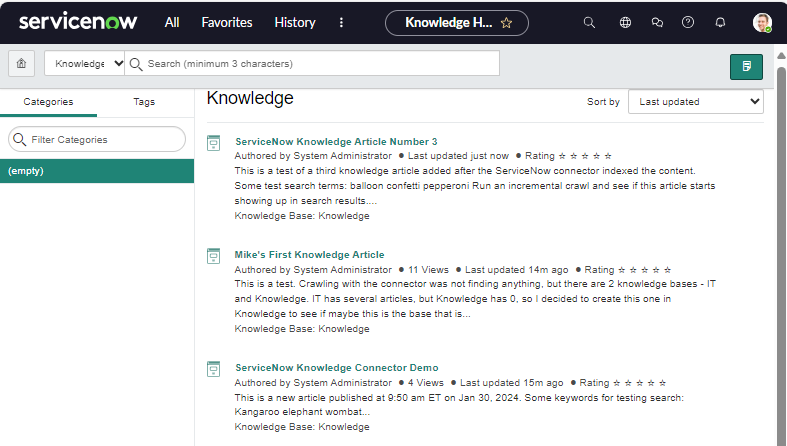 servicenow All Favorites History Knowledge H... ☆
Knowledge Search (minimum 3 characters)
Categories Tags
Filter Categories
(empty)
Knowledge
Sort by Last updated
ServiceNow Knowledge Article Number 3
Authored by System Administrator ● Last updated just now ● Rating ☆ ☆ ☆ ☆ ☆
This is a test of a third knowledge article added after the ServiceNow connector indexed the content.
Some test search terms: balloon confetti pepperoni Run an incremental crawl and see if this article starts
showing up in search results....
Knowledge Base: Knowledge
Mike's First Knowledge Article
Authored by System Administrator ● 11 Views ● Last updated 14m ago ● Rating ☆ ☆ ☆ ☆ ☆
This is a test. Crawling with the connector was not finding anything, but there are 2 knowledge bases - IT
and Knowledge. IT has several articles, but Knowledge has 0, so I decided to create this one in
Knowledge to see if maybe this is the base that is...
Knowledge Base: Knowledge
ServiceNow Knowledge Connector Demo
Authored by System Administrator ● 4 Views ● Last updated 15m ago ● Rating ☆ ☆ ☆ ☆ ☆
This is a new article published at 9:50 am ET on Jan 30, 2024. Some keywords for testing search:
Kangaroo elephant wombat...
Knowledge Base: Knowledge